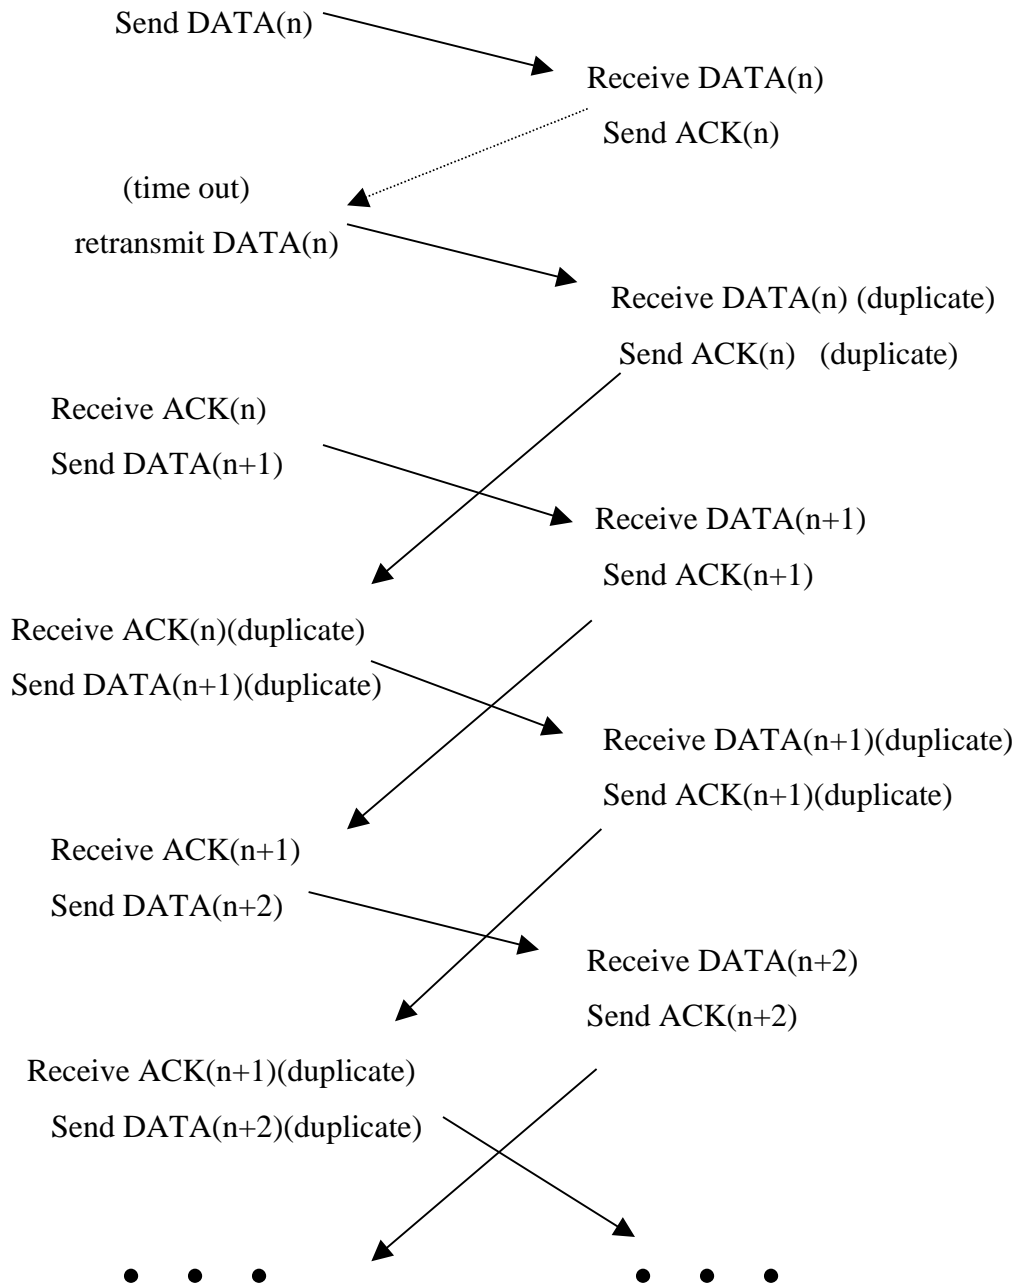 Send DATA(n)
Receive DATA(n)
Send ACK(n)
(time out)
retransmit DATA(n)
Receive DATA(n) (duplicate)
Send ACK(n) (duplicate)
Receive ACK(n)
Send DATA(n+1)
Receive DATA(n+1)
Send ACK(n+1)
Receive ACK(n)(duplicate)
Send DATA(n+1)(duplicate)
Receive DATA(n+1)(duplicate)
Send ACK(n+1)(duplicate)
Receive ACK(n+1)
Send DATA(n+2)
Receive DATA(n+2)
Send ACK(n+2)
Receive ACK(n+1)(duplicate)
Send DATA(n+2)(duplicate)